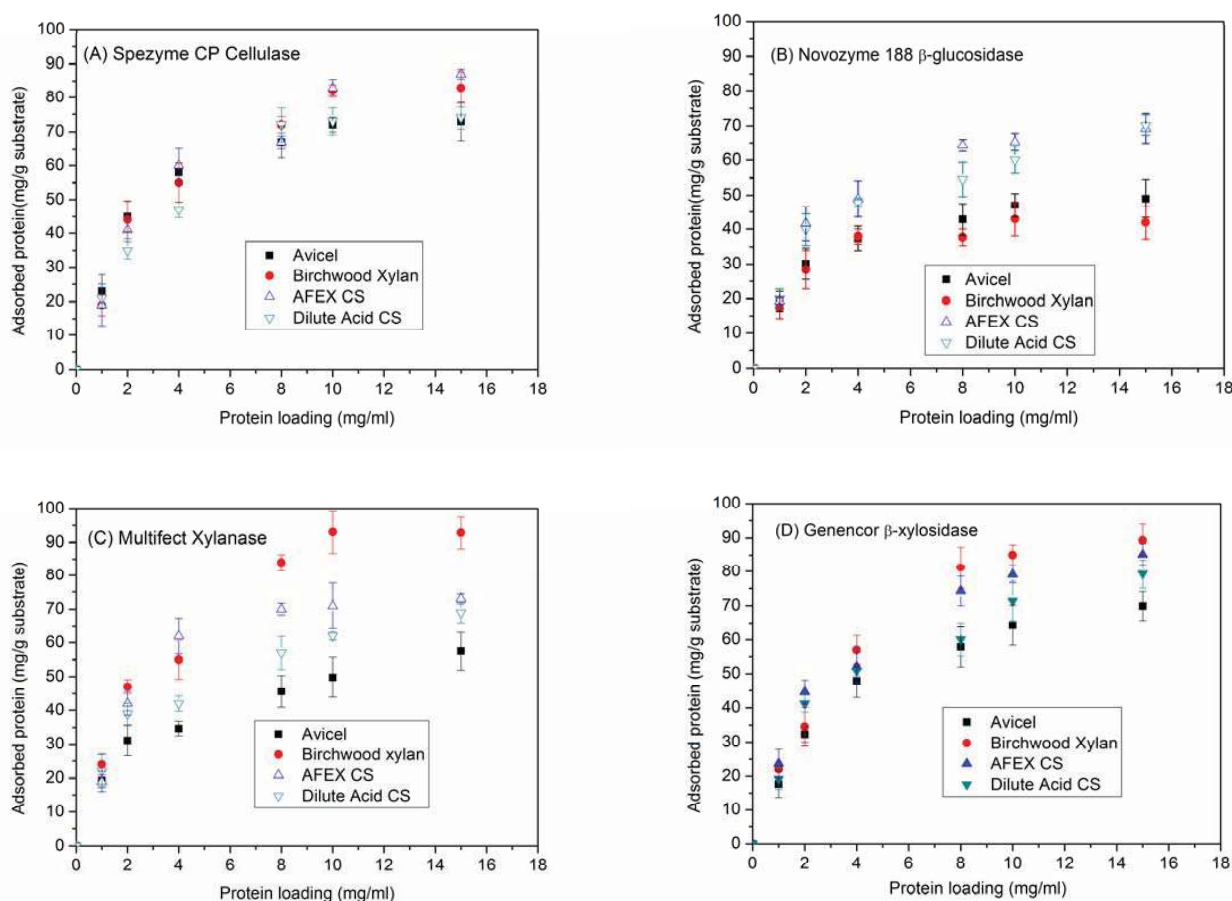 (A) Spezyme CP Cellulase
Adsorbed protein(mg/g substrate)
100
90
80
70
60
50
40
30
20
10
0
Avicel
Birchwood Xylan
AFEX CS
Dilute Acid CS
0 2 4 6 8 10 12 14 16 18
Protein loading (mg/ml)
(B) Novozyme 188 β-glucosidase
Adsorbed protein (mg/g substrate)
100
90
80
70
60
50
40
30
20
10
0
Avicel
Birchwood Xylan
AFEX CS
Dilute Acid CS
0 2 4 6 8 10 12 14 16 18
Protein loading (mg/ml)
(C) Multifect Xylanase
Adsorbed protein (mg/g substrate)
100
90
80
70
60
50
40
30
20
10
0
Avicel
Birchwood xylan
AFEX CS
Dilute Acid CS
0 2 4 6 8 10 12 14 16 18
Protein loading (mg/ml)
(D) Genencor β-xylosidase
Adsorbed protein (mg/g substrate)
100
90
80
70
60
50
40
30
20
10
0
Avicel
Birchwood Xylan
AFEX CS
Dilute Acid CS
0 2 4 6 8 10 12 14 16 18
Protein loading (mg/ml)